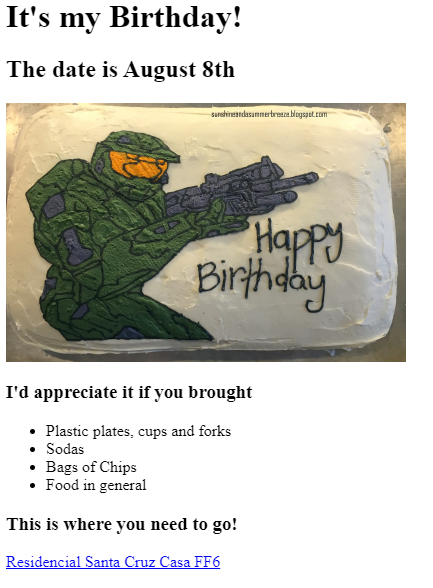 It's my Birthday!
The date is August 8th
sunshineandasummerbreeze.blogspot.com
Happy
Birthday
I'd appreciate it if you brought
Plastic plates, cups and forks
Sodas
Bags of Chips
Food in general
This is where you need to go!
Residencial Santa Cruz Casa FF6